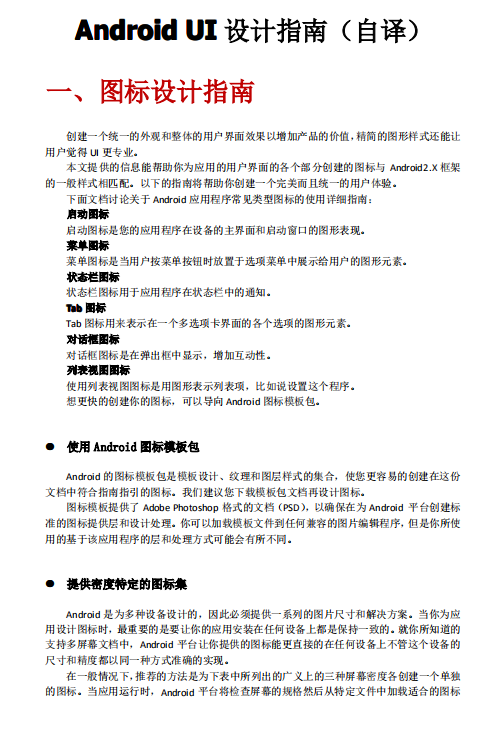 Android UI 设计指南（自译）
一、图标设计指南
创建一个统一的外观和整体的用户界面效果以增加产品的价值，精简的图形样式还能让
用户觉得 UI 更专业。
本文提供的信息能帮助你为应用的用户界面的各个部分创建的图标与 Android2.X 框架
的一般样式相匹配。以下的指南将帮助你创建一个完美而且统一的用户体验。
下面文档讨论关于 Android 应用程序常见类型图标的使用详细指南：
启动图标
启动图标是您的应用程序在设备的主界面和启动窗口的图形表现。
菜单图标
菜单图标是当用户按菜单按钮时放置于选项菜单中展示给用户的图形元素。
状态栏图标
状态栏图标用于应用程序在状态栏中的通知。
Tab 图标
Tab 图标用来表示在一个多选项卡界面的各个选项的图形元素。
对话框图标
对话框图标是在弹出框中显示，增加互动性。
列表视图图标
使用列表视图图标是用图形表示列表项，比如说设置这个程序。
想更快的创建你的图标，可以导向 Android 图标模板包。
● 使用 Android 图标模板包
Android 的图标模板包是模板设计、纹理和图层样式的集合，使您更容易的创建在这份
文档中符合指南指引的图标。我们建议您下载模板包文档再设计图标。
图标模板提供了 Adobe Photoshop 格式的文档（PSD），以确保在为 Android 平台创建标
准的图标提供层和设计处理。你可以加载模板文件到任何兼容的图片编辑程序，但是你所使
用的基于该应用程序的层和处理方式可能会有所不同。
● 提供密度特定的图标集
Android 是为多种设备设计的，因此必须提供一系列的图片尺寸和解决方案。当你为应
用设计图标时，最重要的是要让你的应用安装在任何设备上都是保持一致的。就你所知道的
支持多屏幕文档中，Android 平台让你提供的图标能更直接的在任何设备上不管这个设备的
尺寸和精度都以同一种方式准确的实现。
在一般情况下，推荐的方法是为下表中所列出的广义上的三种屏幕密度各创建一个单独
的图标。当应用运行时，Android 平台将检查屏幕的规格然后从特定文件中加载适合的图标